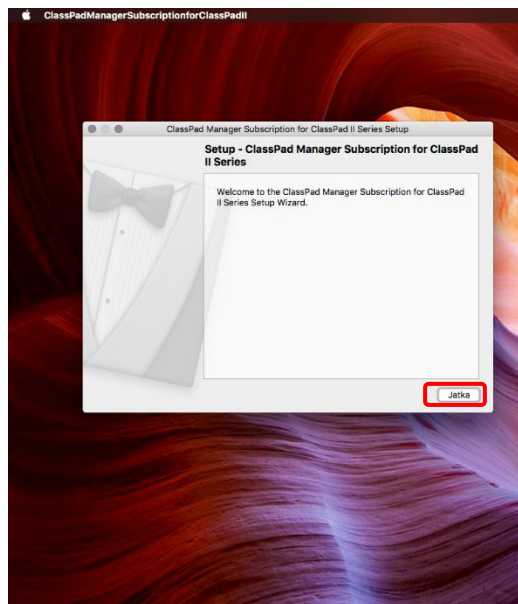 ClassPadManagerSubscriptionforClassPadII
ClassPad Manager Subscription for ClassPad II Series Setup
Setup - ClassPad Manager Subscription for ClassPad
II Series
Welcome to the ClassPad Manager Subscription for ClassPad
II Series Setup Wizard.
Jatka